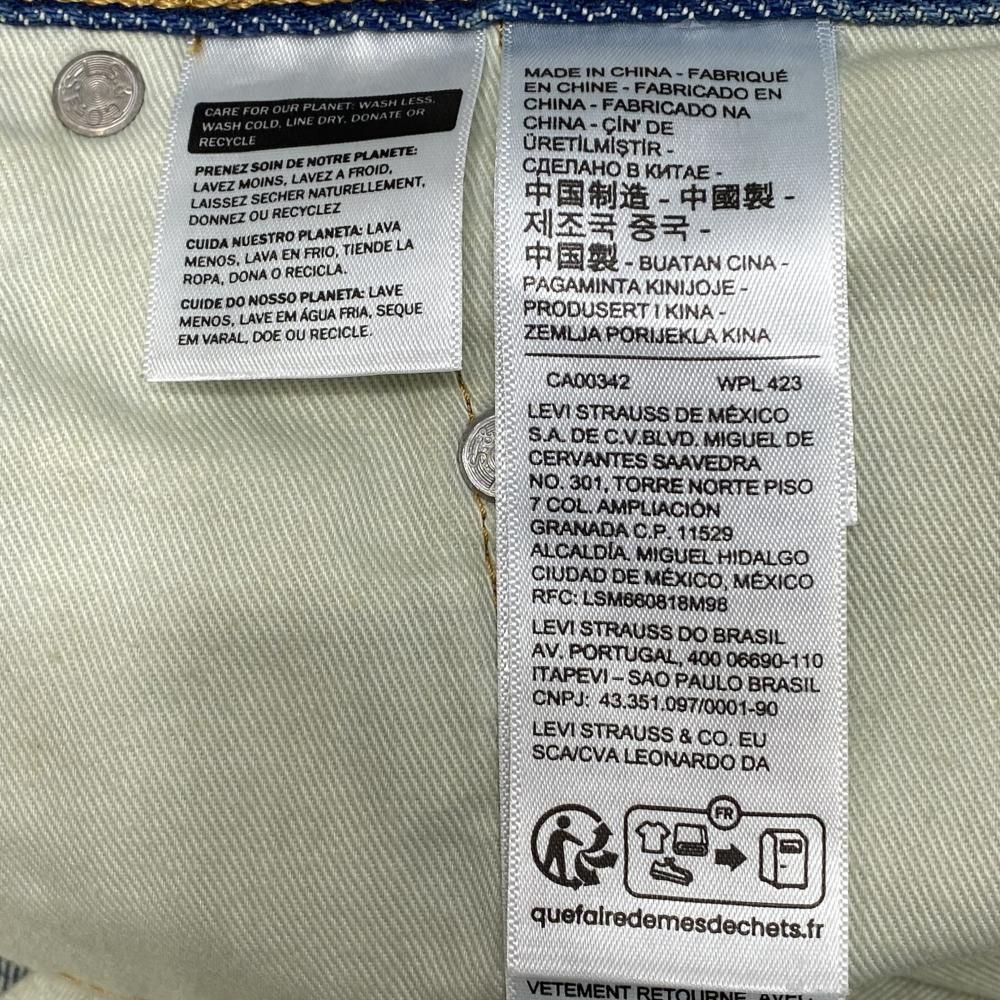 CARE FOR OUR PLANET: WASH LESS,
WASH COLD, LINE DRY, DONATE OR
RECYCLE
PRENEZ SOIN DE NOTRE PLANETE:
LAVEZ MOINS, LAVEZ A FROID,
LAISSEZ SECHER NATURELLEMENT,
DONNEZ OU RECYCLEZ
CUIDA NUESTRO PLANETA: LAVA
MENOS, LAVA EN FRIO, TIENDE LA
ROPA, DONA O RECICLA.
CUIDE DO NOSSO PLANETA: LAVE
MENOS, LAVE EM ÁGUA FRIA, SEQUE
EM VARAL, DOE OU RECICLE.
MADE IN CHINA - FABRIQUÉ
EN CHINE - FABRICADO EN
CHINA - FABRICADO NA
CHINA - ÇİN' DE
ÜRETİLMİŞTİR -
СДЕЛАНО В КИТАЕ -
中国制造 - 中國製 -
제조국 중국 -
中国製 - BUATAN CINA -
PAGAMINTA KINIJOJE -
PRODUSERT I KINA -
ZEMLJA PORIJEKLA KINA
CA00342 WPL 423
LEVI STRAUSS DE MÉXICO
S.A. DE C.V.BLVD. MIGUEL DE
CERVANTES SAAVEDRA
NO. 301, TORRE NORTE PISO
7 COL. AMPLIACIÓN
GRANADA C.P. 11529
ALCALDÍA. MIGUEL HIDALGO
CIUDAD DE MÉXICO, MÉXICO
RFC: LSM660818M98
LEVI STRAUSS DO BRASIL
AV. PORTUGAL, 400 06690-110
ITAPEVI – SAO PAULO BRASIL
CNPJ: 43.351.097/0001-90
LEVI STRAUSS & CO. EU
SCA/CVA LEONARDO DA
FR
quefairedemesdechets.fr
VETEMENT RETOURNE, AVEC